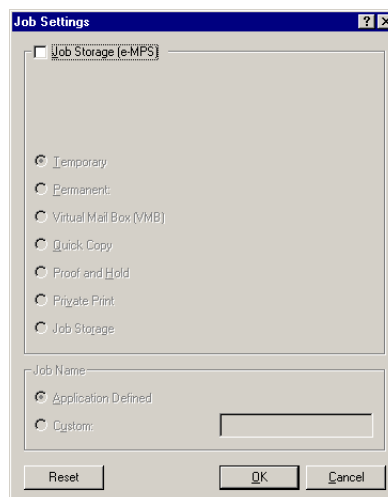 Job Settings
Job Storage (e-MPS)
Temporary
Permanent:
Virtual Mail Box (VMB)
Quick Copy
Proof and Hold
Private Print
Job Storage
Job Name
Application Defined
Custom:
Reset
OK
Cancel